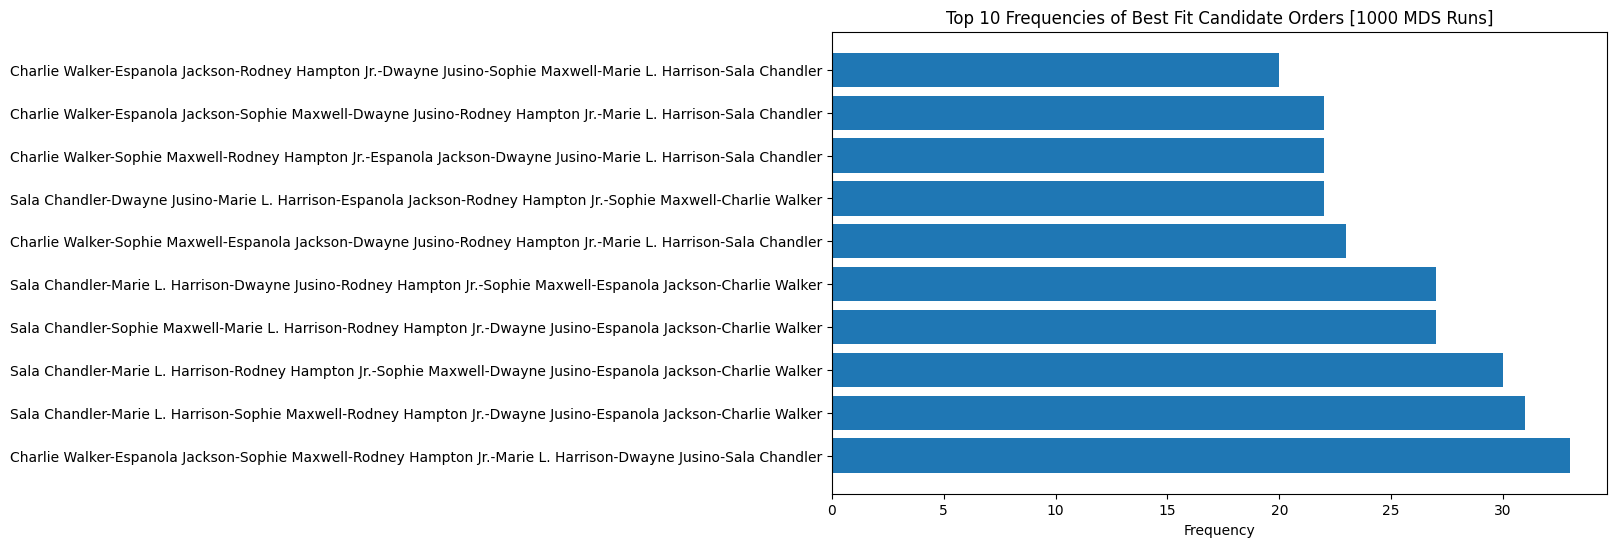 Top 10 Frequencies of Best Fit Candidate Orders [1000 MDS Runs]
Charlie Walker-Espanola Jackson-Rodney Hampton Jr.-Dwayne Jusino-Sophie Maxwell-Marie L. Harrison-Sala Chandler
Charlie Walker-Espanola Jackson-Sophie Maxwell-Dwayne Jusino-Rodney Hampton Jr.-Marie L. Harrison-Sala Chandler
Charlie Walker-Sophie Maxwell-Rodney Hampton Jr.-Espanola Jackson-Dwayne Jusino-Marie L. Harrison-Sala Chandler
Sala Chandler-Dwayne Jusino-Marie L. Harrison-Espanola Jackson-Rodney Hampton Jr.-Sophie Maxwell-Charlie Walker
Charlie Walker-Sophie Maxwell-Espanola Jackson-Dwayne Jusino-Rodney Hampton Jr.-Marie L. Harrison-Sala Chandler
Sala Chandler-Marie L. Harrison-Dwayne Jusino-Rodney Hampton Jr.-Sophie Maxwell-Espanola Jackson-Charlie Walker
Sala Chandler-Sophie Maxwell-Marie L. Harrison-Rodney Hampton Jr.-Dwayne Jusino-Espanola Jackson-Charlie Walker
Sala Chandler-Marie L. Harrison-Rodney Hampton Jr.-Sophie Maxwell-Dwayne Jusino-Espanola Jackson-Charlie Walker
Sala Chandler-Marie L. Harrison-Sophie Maxwell-Rodney Hampton Jr.-Dwayne Jusino-Espanola Jackson-Charlie Walker
Charlie Walker-Espanola Jackson-Sophie Maxwell-Rodney Hampton Jr.-Marie L. Harrison-Dwayne Jusino-Sala Chandler
0 5 10 15 20 25 30
Frequency